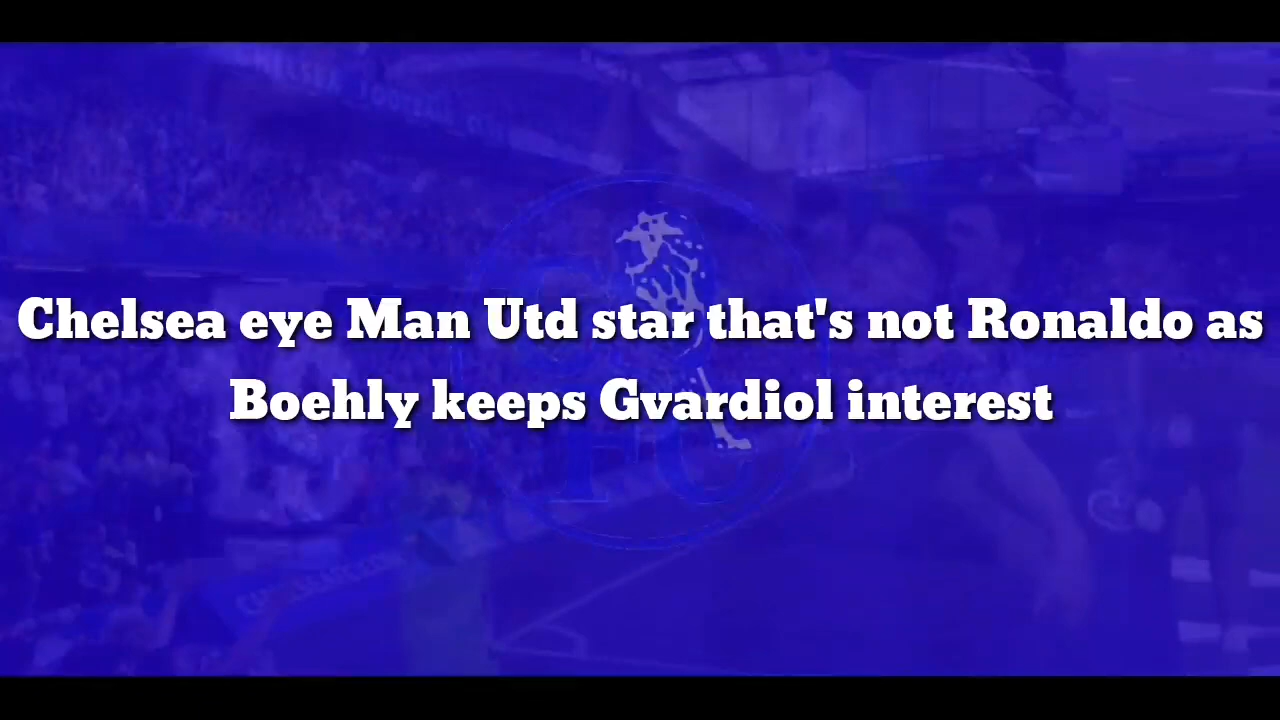 Chelsea eye Man Utd star that's not Ronaldo as
Boehly keeps Gvardiol interest